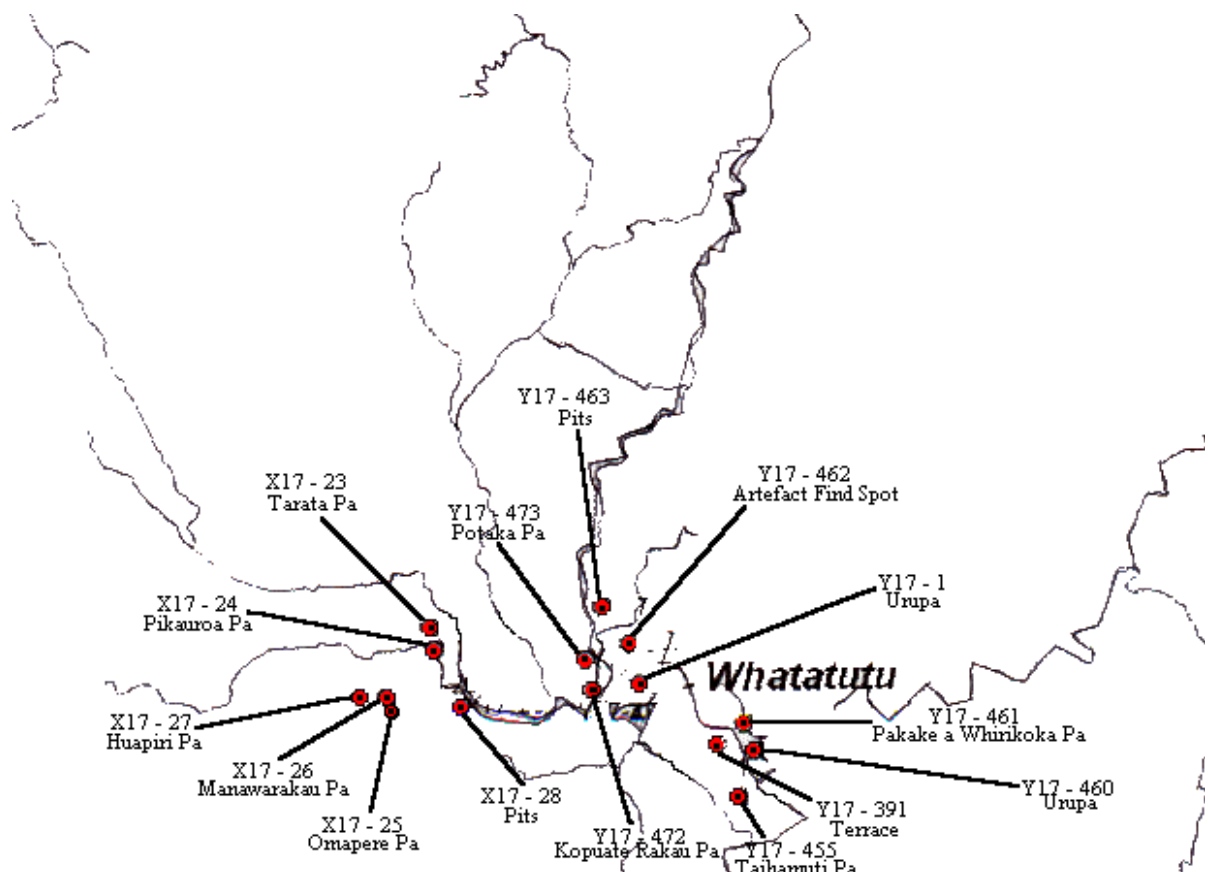 Y17 - 463
Pits
Y17 - 462
Artefact Find Spot
X17 - 23
Tarata Pa
Y17 - 473
Potaka Pa
Y17 - 1
Urupa
X17 - 24
Pikauroa Pa
Whatatutu
X17 - 27
Huapiri Pa
Y17 - 461
Pakake a Whirikoka Pa
X17 - 26
Manawarakau Pa
X17 - 28
Pits
Y17 - 460
Urupa
X17 - 25
Omapere Pa
Y17 - 472
Kopuate Rakau Pa
Y17 - 391
Terrace
Y17 - 455
Taihamuti Pa